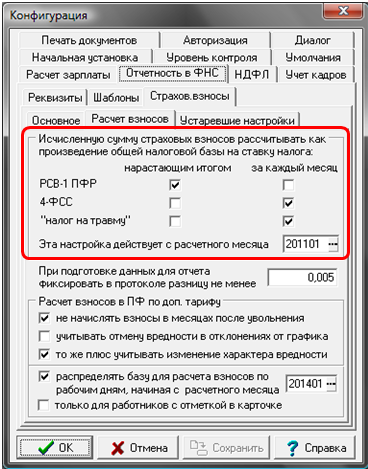 Конфигурация
Печать документов Авторизация Диалог
Начальная установка Уровень контроля Умолчания
Расчет зарплаты Отчетность в ФНС НДФЛ Учет кадров
Реквизиты Шаблоны Страхов.взносы
Основное Расчет взносов Устаревшие настройки
Исчисленную сумму страховых взносов рассчитывать как
произведение общей налоговой базы на ставку налога:
нарастающим итогом за каждый месяц
РСВ-1 ПФР
4-ФСС
"налог на травму"
Эта настройка действует с расчетного месяца 201101
При подготовке данных для отчета
фиксировать в протоколе разницу не менее 0,005
Расчет взносов в ПФ по доп. тарифу
не начислять взносы в месяцах после увольнения
учитывать отмену вредности в отклонениях от графика
то же плюс учитывать изменение характера вредности
распределять базу для расчета взносов по
рабочим дням, начиная с расчетного месяца 201401
только для работников с отметкой в карточке
OK Отмена Сохранить Справка